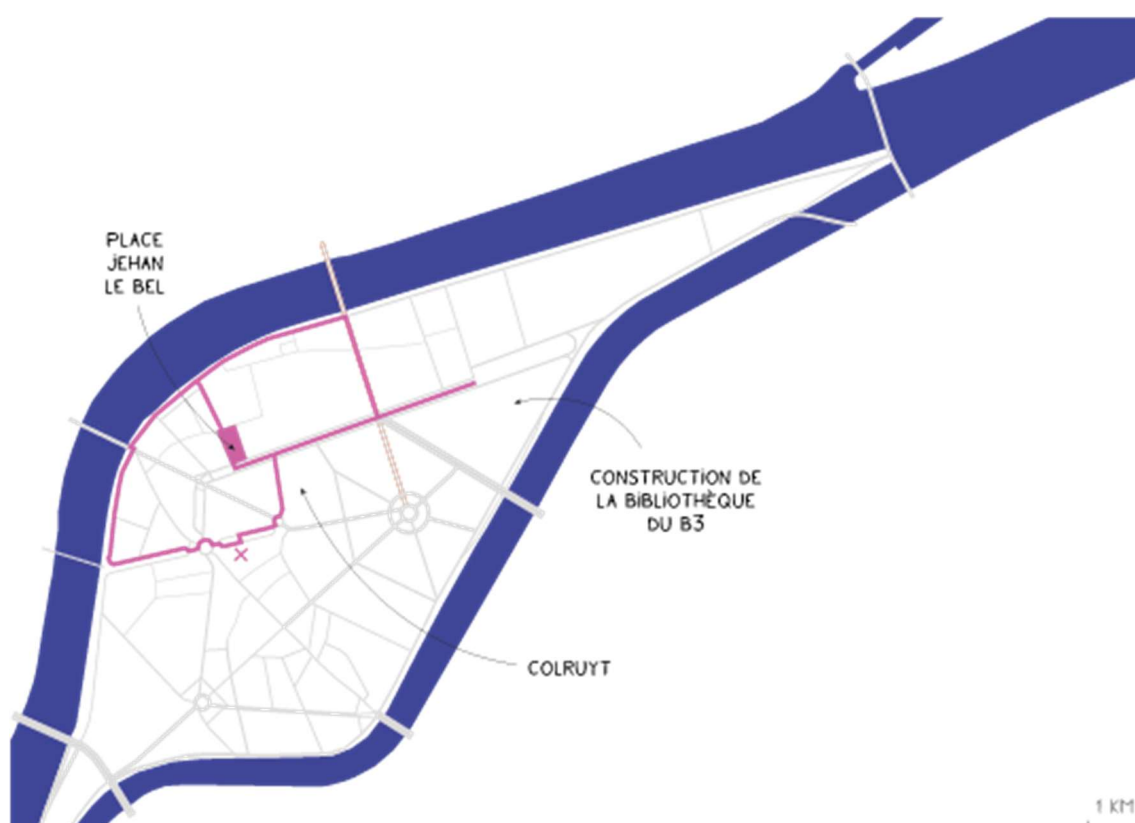 PLACE
JEHAN
LE BEL
CONSTRUCTION DE
LA BIBLIOTHÈQUE
DU B3
COLRUYT
1 KM